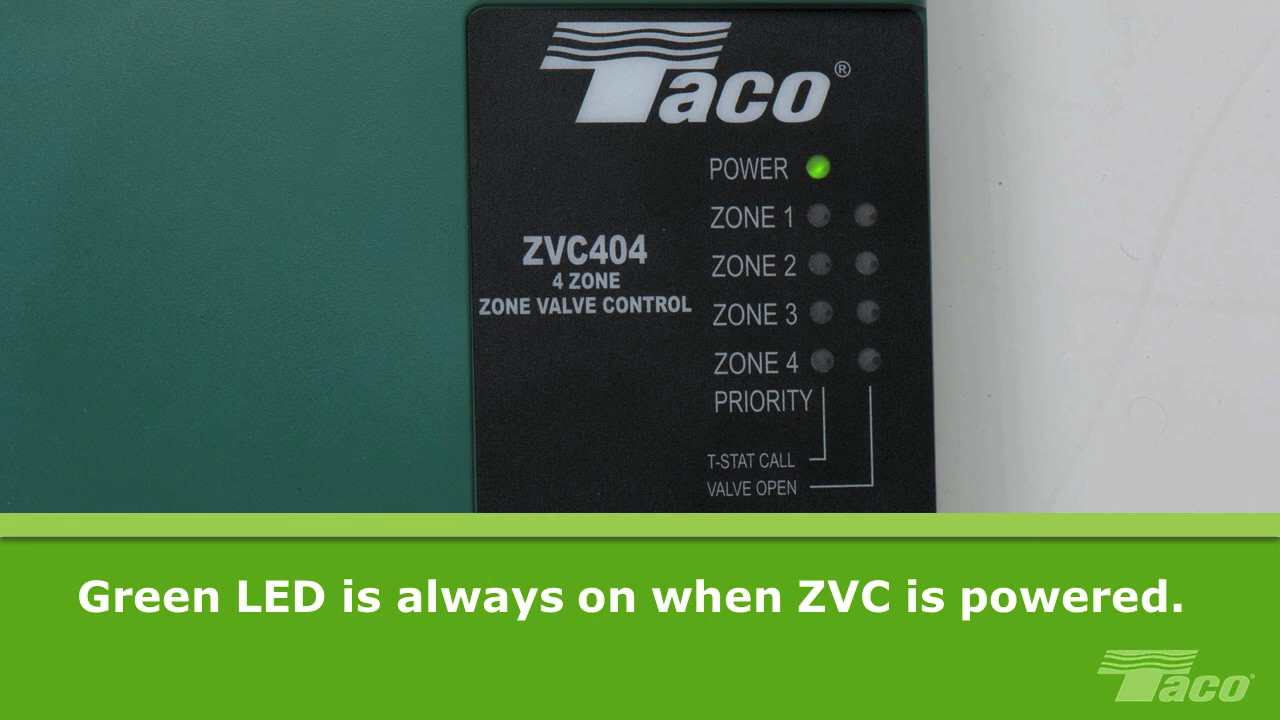 Taco®
POWER
ZONE 1
ZVC404
ZONE 2
4 ZONE
ZONE VALVE CONTROL
ZONE 3
ZONE 4
PRIORITY
T-STAT CALL
VALVE OPEN
Green LED is always on when ZVC is powered.
Taco®